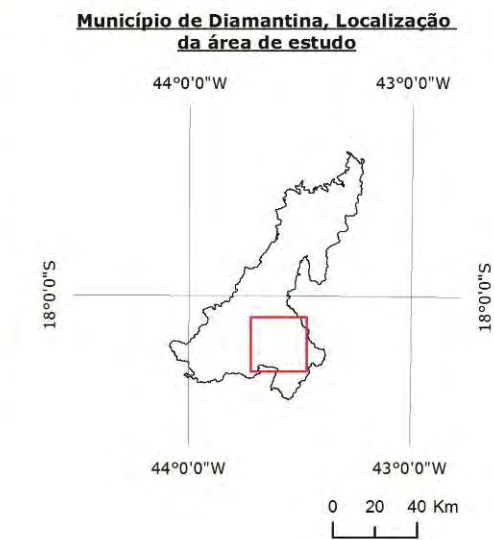 Município de Diamantina, Localização
da área de estudo
44°0'0"W 43°0'0"W
18°0'0"S 18°0'0"S
44°0'0"W 43°0'0"W
0 20 40 Km